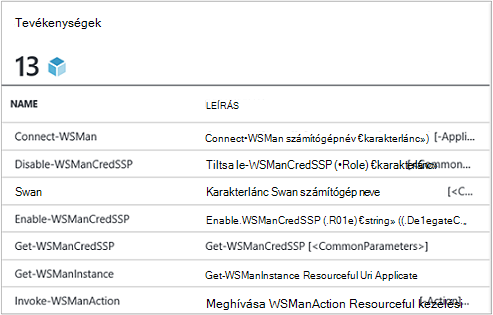 Tevékenységek
13
NAME LEÍRÁS
Connect-WSMan Connect•WSMan számítógépnév €karakterlánc») [-Appli...
Disable-ManCredSSP Tiltsa le-WSManCredSSP (•Role) €karakterlánc» [<Common...
Swan Karakterlánc Swan számítógép neve [<C...
Enable-WSManCredSSP Enable.WSManCredSSP (.R01e) €string» ((.De1egateC.,
Get-WSManCredSSP Get-WSManCredSSP [<CommonParameters>]
Get-WSManInstance Get-WSManInstance Resourceful Uri Applicate
Invoke-WSManAction Meghívása WSManAction Resourceful kezelési [-Action]...